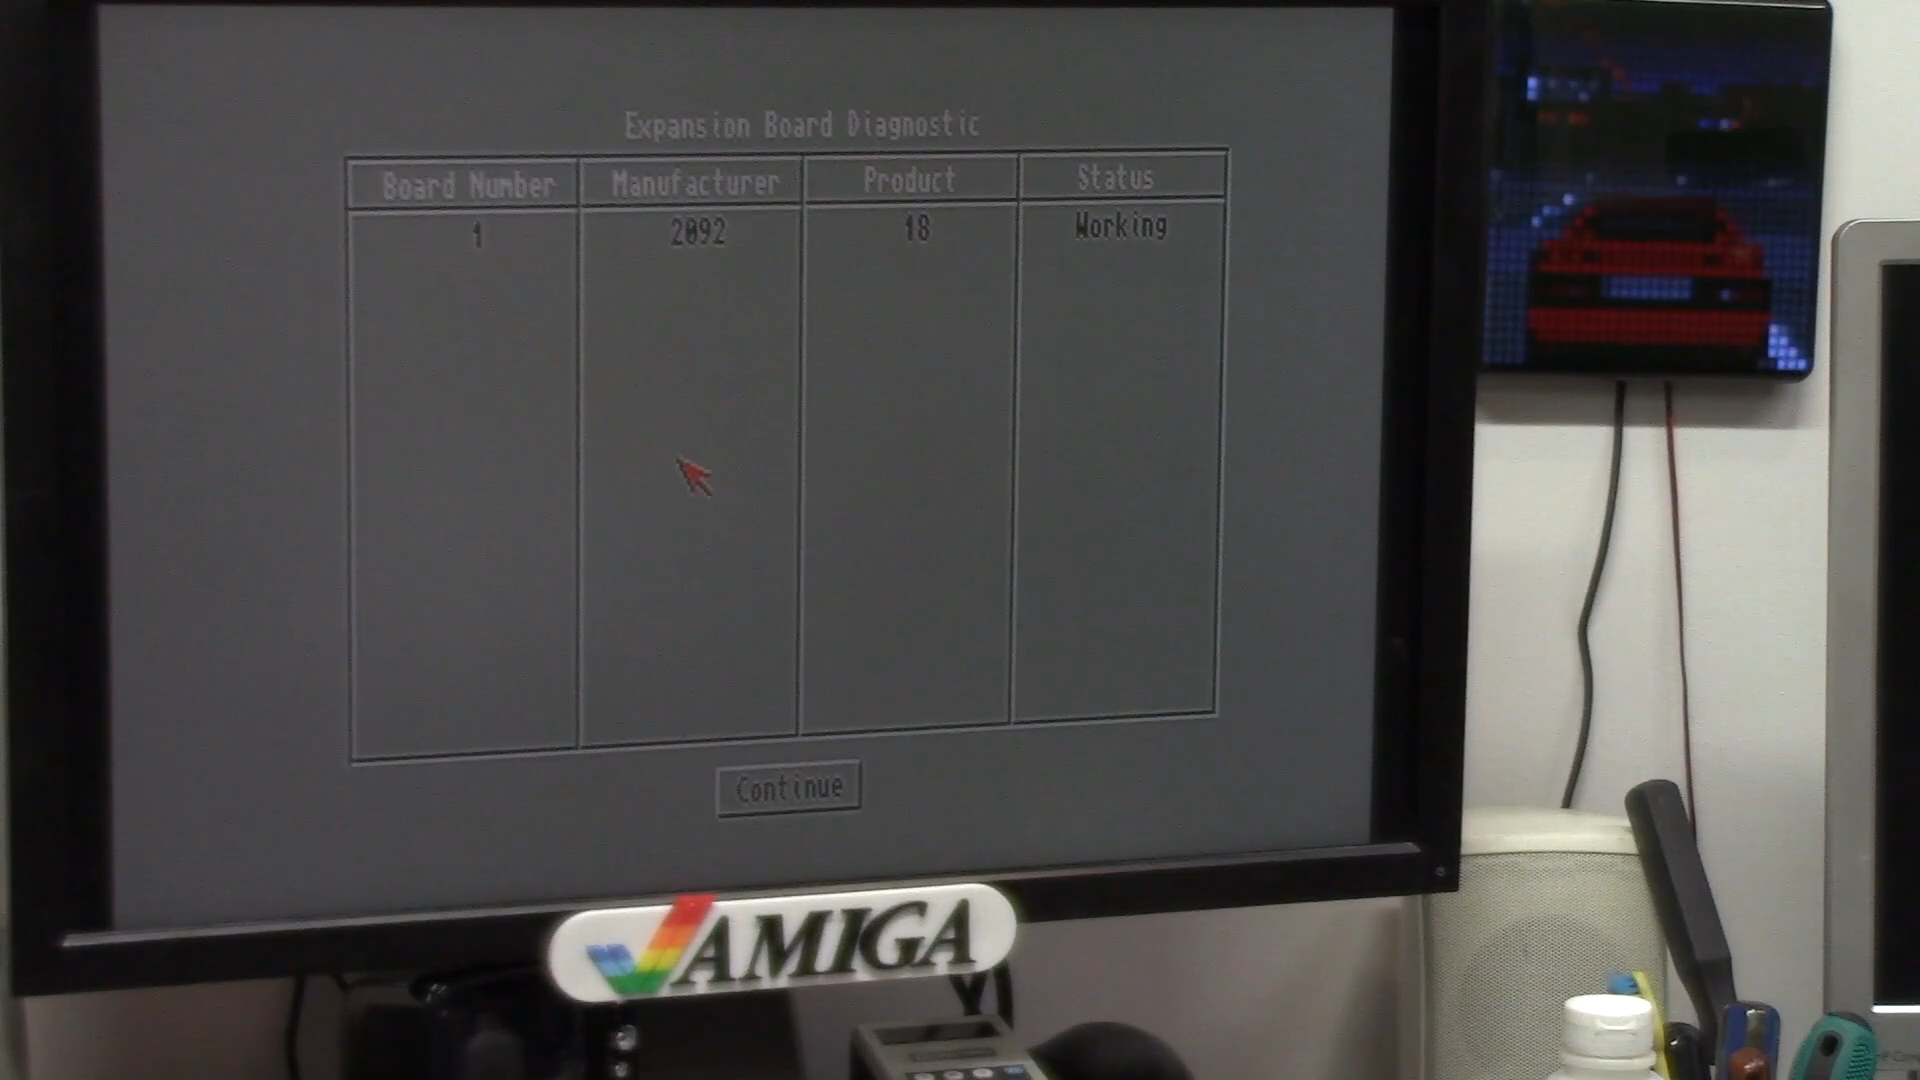 Expansion Board Diagnostic
Board Number Manufacturer Product Status
1 2092 18 Working
Continue
AMIGA